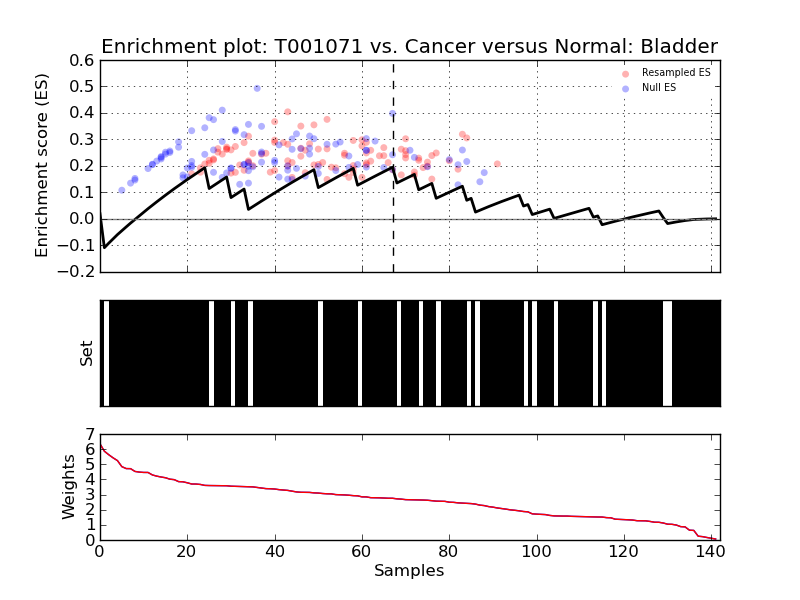 Enrichment plot: T001071 vs. Cancer versus Normal: Bladder
Enrichment score (ES)
0.6
0.5
0.4
0.3
0.2
0.1
0.0
−0.1
−0.2
Resampled ES
Null ES
Set
Weights
7
6
5
4
3
2
1
0
0 20 40 60 80 100 120 140
Samples